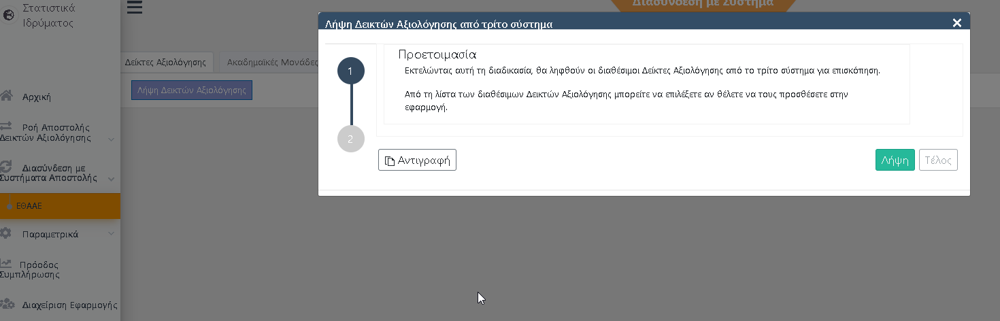 Στατιστικά
Ιδρύματος
Διασύνδεση με Σύστημα
Λήψη Δεικτών Αξιολόγησης από τρίτο σύστημα
Δείκτες Αξιολόγησης
Ακαδημαϊκές Μονάδες
Λήψη Δεικτών Αξιολόγησης
1
2
Προετοιμασία
Εκτελώντας αυτή τη διαδικασία, θα ληφθούν οι διαθέσιμοι Δείκτες Αξιολόγησης από το τρίτο σύστημα για επισκόπηση.
Από τη λίστα των διαθέσιμων Δεικτών Αξιολόγησης μπορείτε να επιλέξετε αν θέλετε να τους προσθέσετε στην
εφαρμογή.
Αντιγραφή
Λήψη
Τέλος
Αρχική
Ροή Αποστολής
Δεικτών Αξιολόγησης
Διασύνδεση με
Συστήματα Αποστολής
ΕΘΑΑΕ
Παραμετρικά
Πρόοδος
Συμπλήρωσης
Διαχείριση Εφαρμογής